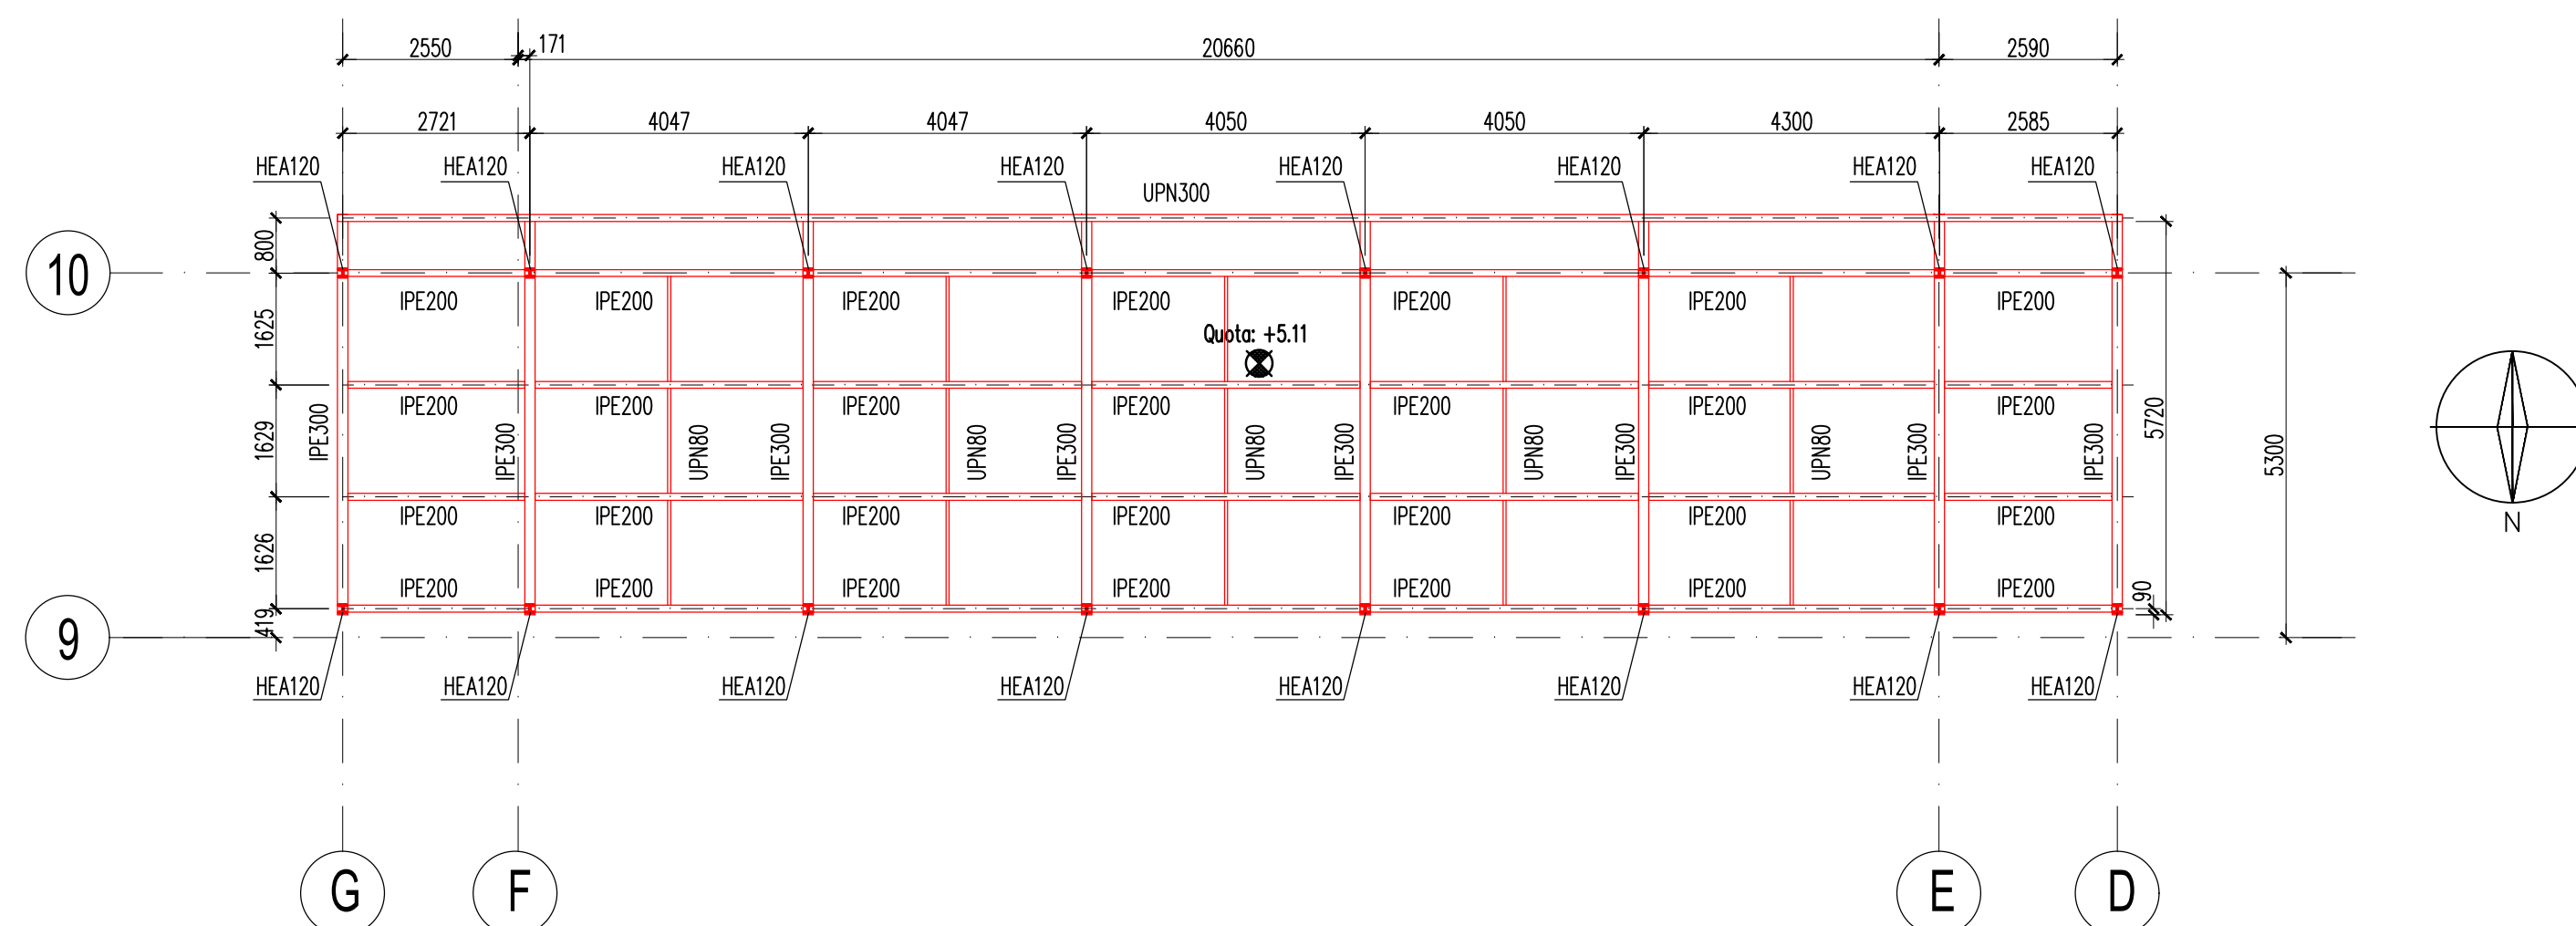 2550 171 20660 2590
2721 4047 4047 4050 4050 4300 2585
HEA120 HEA120 HEA120 HEA120 HEA120 HEA120 HEA120 HEA120
UPN300
800
10
IPE200 IPE200 IPE200 IPE200 IPE200 IPE200 IPE200
1625
Quota: +5.11
IPE200 IPE200 IPE200 IPE200 IPE200 IPE200 IPE200
1629
IPE300 IPE300 UPN80 IPE300 UPN80 IPE300 UPN80 IPE300 UPN80 IPE300 UPN80 IPE300 IPE300
5720
5300
N
IPE200 IPE200 IPE200 IPE200 IPE200 IPE200 IPE200
1626
IPE200 IPE200 IPE200 IPE200 IPE200 IPE200 IPE200
90
419
9
HEA120 HEA120 HEA120 HEA120 HEA120 HEA120 HEA120 HEA120
G F E D